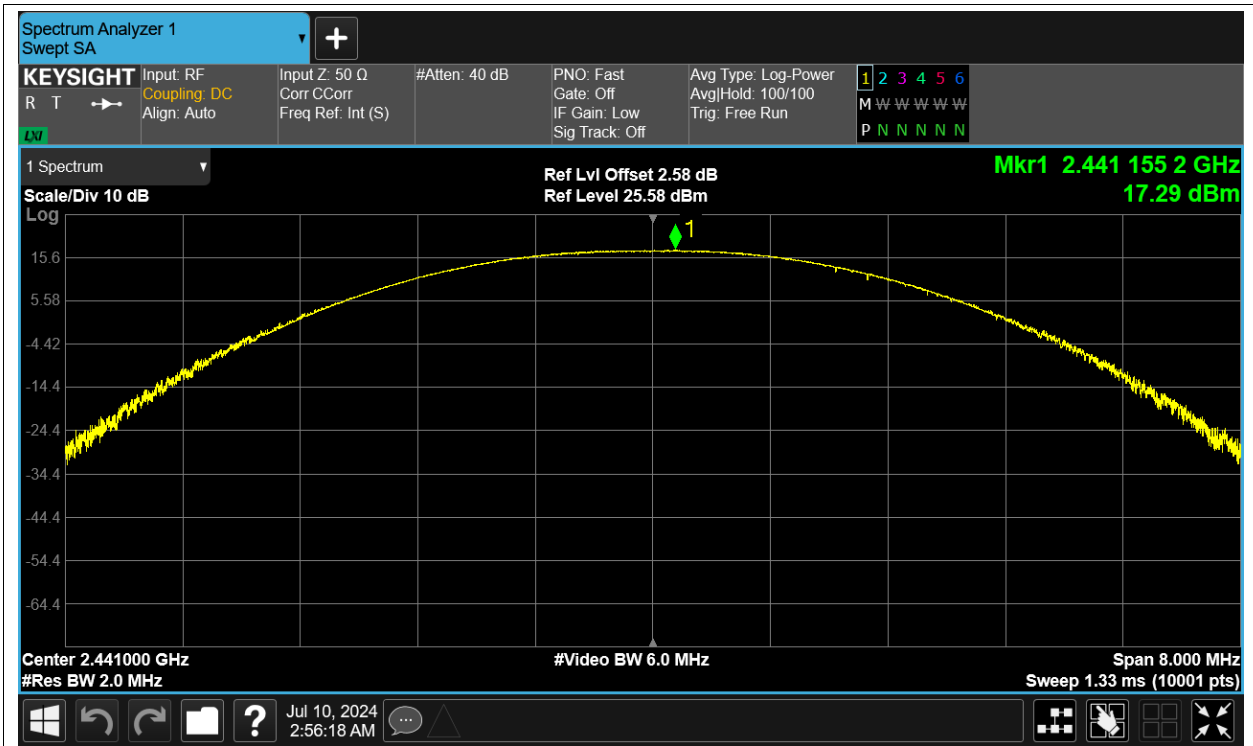 Spectrum Analyzer 1
Swept SA
+
KEYSIGHT
R T
LXI
Input: RF
Coupling: DC
Align: Auto
Input Z: 50 Ω
Corr CCorr
Freq Ref: Int (S)
#Atten: 40 dB
PNO: Fast
Gate: Off
IF Gain: Low
Sig Track: Off
Avg Type: Log-Power
Avg|Hold: 100/100
Trig: Free Run
1 2 3 4 5 6
M W W W W W
P N N N N N
1 Spectrum
Scale/Div 10 dB
Ref Lvl Offset 2.58 dB
Ref Level 25.58 dBm
Mkr1 2.441 155 2 GHz
17.29 dBm
Log
1
15.6
5.58
-4.42
-14.4
-24.4
-34.4
-44.4
-54.4
-64.4
Center 2.441000 GHz
#Video BW 6.0 MHz
Span 8.000 MHz
#Res BW 2.0 MHz
Sweep 1.33 ms (10001 pts)
?
Jul 10, 2024
2:56:18 AM